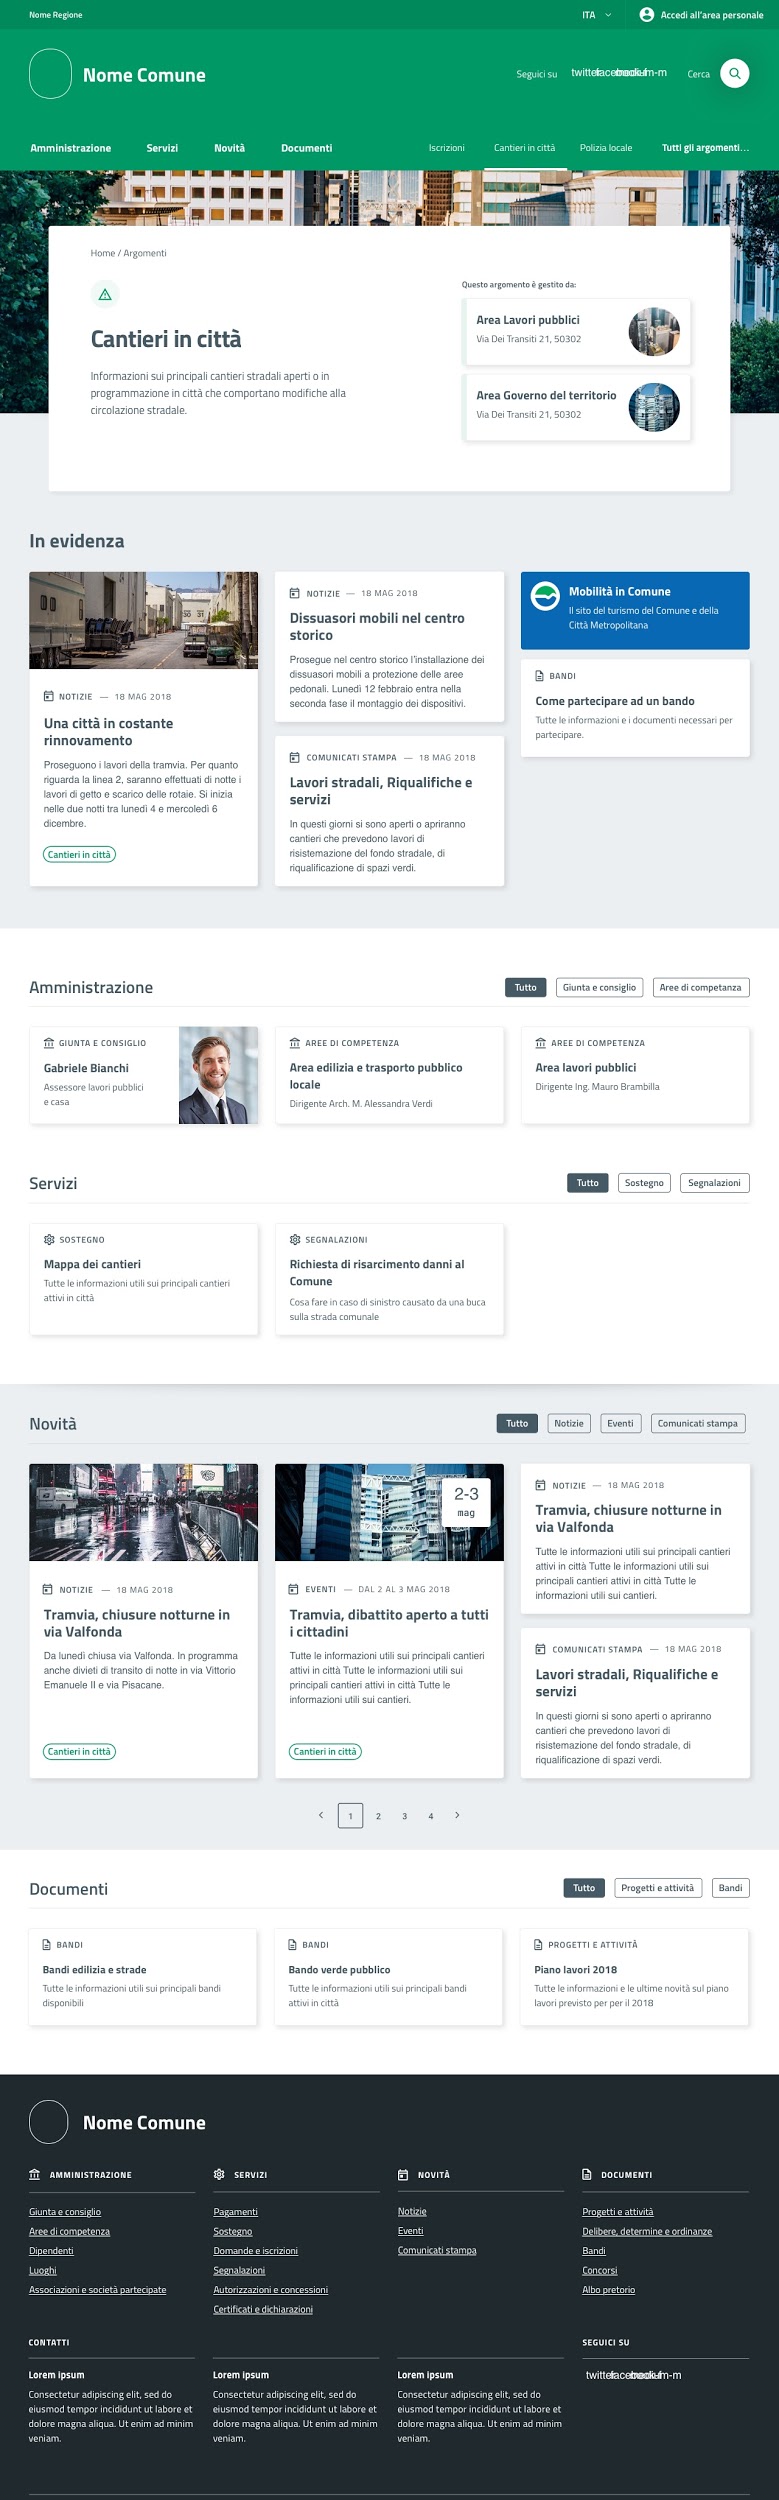 Nome Regione
ITA
Accedi all'area personale
Nome Comune
Seguici su
Cerca
Amministrazione
Servizi
Novità
Documenti
Iscrizioni
Cantieri in città
Polizia locale
Tutti gli argomenti...
Home / Argomenti
Cantieri in città
Informazioni sui principali cantieri stradali aperti o in
programmazione in città che comportano modifiche alla
circolazione stradale.
Questo argomento è gestito da:
Area Lavori pubblici
Via Dei Transiti 21, 50302
Area Governo del territorio
Via Dei Transiti 21, 50302
In evidenza
NOTIZIE — 18 MAG 2018
Una città in costante
rinnovamento
Proseguono i lavori della tramvia. Per quanto
riguarda la linea 2, saranno effettuati di notte i
lavori di getto e scarico delle rotaie. Si inizia
nelle due notti tra lunedì 4 e mercoledì 6
dicembre.
Cantieri in città
NOTIZIE — 18 MAG 2018
Dissuasori mobili nel centro
storico
Prosegue nel centro storico l'installazione dei
dissuasori mobili a protezione delle aree
pedonali. Lunedì 12 febbraio entra nella
seconda fase il montaggio dei dispositivi.
COMUNICATI STAMPA — 18 MAG 2018
Lavori stradali, Riqualifiche e
servizi
In questi giorni si sono aperti o apriranno
cantieri che prevedono lavori di
risistemazione del fondo stradale, di
riqualificazione di spazi verdi.
Mobilità in Comune
Il sito del turismo del Comune e della
Città Metropolitana
BANDI
Come partecipare ad un bando
Tutte le informazioni e i documenti necessari per
partecipare.
Amministrazione
Tutto
Giunta e consiglio
Aree di competanza
GIUNTA E CONSIGLIO
Gabriele Bianchi
Assessore lavori pubblici
e casa
AREE DI COMPETENZA
Area edilizia e trasporto pubblico
locale
Dirigente Arch. M. Alessandra Verdi
AREE DI COMPETENZA
Area lavori pubblici
Dirigente Ing. Mauro Brambilla
Servizi
Tutto
Sostegno
Segnalazioni
SOSTEGNO
Mappa dei cantieri
Tutte le informazioni utili sui principali cantieri
attivi in città
SEGNALAZIONI
Richiesta di risarcimento danni al
Comune
Cosa fare in caso di sinistro causato da una buca
sulla strada comunale
Novità
Tutto
Notizie
Eventi
Comunicati stampa
NOTIZIE — 18 MAG 2018
Tramvia, chiusure notturne in
via Valfonda
Da lunedì chiusa via Valfonda. In programma
anche divieti di transito di notte in via Vittorio
Emanuele II e via Pisacane.
Cantieri in città
2-3
mag
EVENTI — DAL 2 AL 3 MAG 2018
Tramvia, dibattito aperto a tutti
i cittadini
Tutte le informazioni utili sui principali cantieri
attivi in città Tutte le informazioni utili sui
principali cantieri attivi in città Tutte le
informazioni utili sui cantieri.
Cantieri in città
NOTIZIE — 18 MAG 2018
Tramvia, chiusure notturne in
via Valfonda
Tutte le informazioni utili sui principali cantieri
attivi in città Tutte le informazioni utili sui
principali cantieri attivi in città Tutte le
informazioni utili sui cantieri.
COMUNICATI STAMPA — 18 MAG 2018
Lavori stradali, Riqualifiche e
servizi
In questi giorni si sono aperti o apriranno
cantieri che prevedono lavori di
risistemazione del fondo stradale, di
riqualificazione di spazi verdi.
1 2 3 4
Documenti
Tutto
Progetti e attività
Bandi
BANDI
Bandi edilizia e strade
Tutte le informazioni utili sui principali bandi
disponibili
BANDI
Bando verde pubblico
Tutte le informazioni utili sui principali bandi
attivi in città
PROGETTI E ATTIVITÀ
Piano lavori 2018
Tutte le informazioni e le ultime novità sul piano
lavori previsto per per il 2018
Nome Comune
AMMINISTRAZIONE
Giunta e consiglio
Aree di competenza
Dipendenti
Luoghi
Associazioni e società partecipate
SERVIZI
Pagamenti
Sostegno
Domande e iscrizioni
Segnalazioni
Autorizzazioni e concessioni
Certificati e dichiarazioni
NOVITÀ
Notizie
Eventi
Comunicati stampa
DOCUMENTI
Progetti e attività
Delibere, determine e ordinanze
Bandi
Concorsi
Albo pretorio
CONTATTI
Lorem ipsum
Consectetur adipiscing elit, sed do
eiusmod tempor incididunt ut labore et
dolore magna aliqua. Ut enim ad minim
veniam.
Lorem ipsum
Consectetur adipiscing elit, sed do
eiusmod tempor incididunt ut labore et
dolore magna aliqua. Ut enim ad minim
veniam.
Lorem ipsum
Consectetur adipiscing elit, sed do
eiusmod tempor incididunt ut labore et
dolore magna aliqua. Ut enim ad minim
veniam.
SEGUICI SU